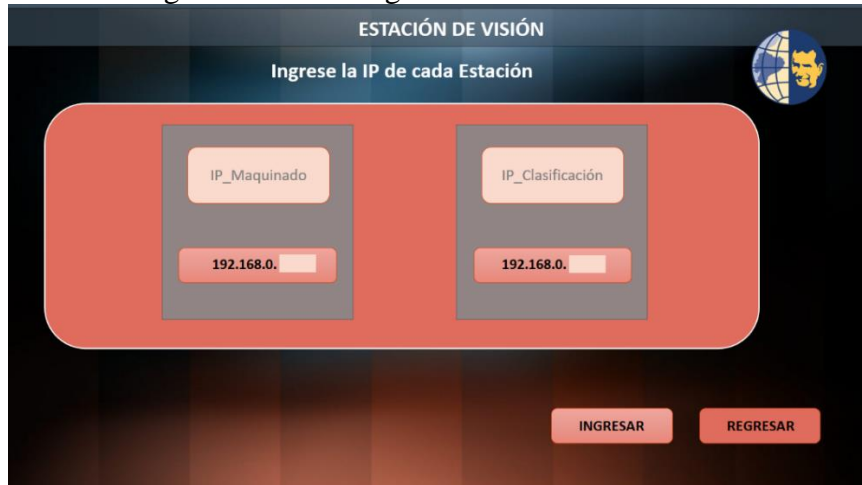 ESTACIÓN DE VISIÓN
Ingrese la IP de cada Estación
IP_Maquinado
IP_Clasificación
192.168.0.
192.168.0.
INGRESAR
REGRESAR